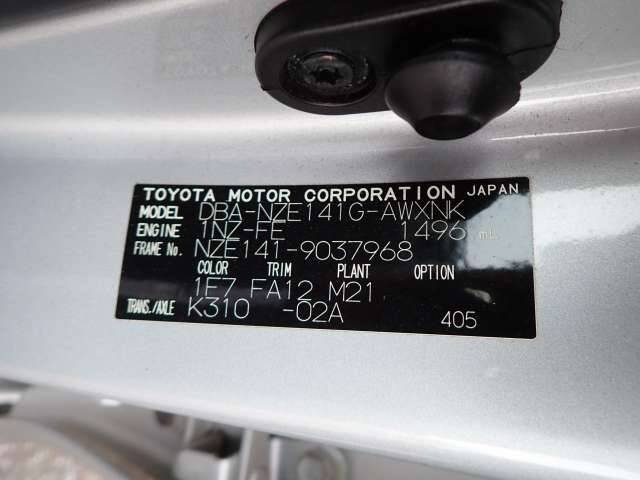 TOYOTA MOTOR CORPORATION JAPAN
MODEL DBA-NZE141G-AWXNK
ENGINE 1NZ-FE 1496 mL
FRAME No. NZE141-9037968
COLOR TRIM PLANT OPTION
1F7 FA12 M21
TRANS./AXLE K310 -02A 405